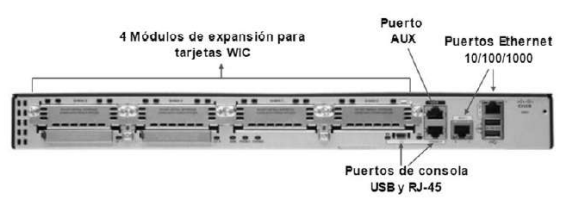 4 Módulos de expansión para
tarjetas WIC
Puerto
AUX
Puertos Ethernet
10/100/1000
Puertos de consola
USB y RJ-45